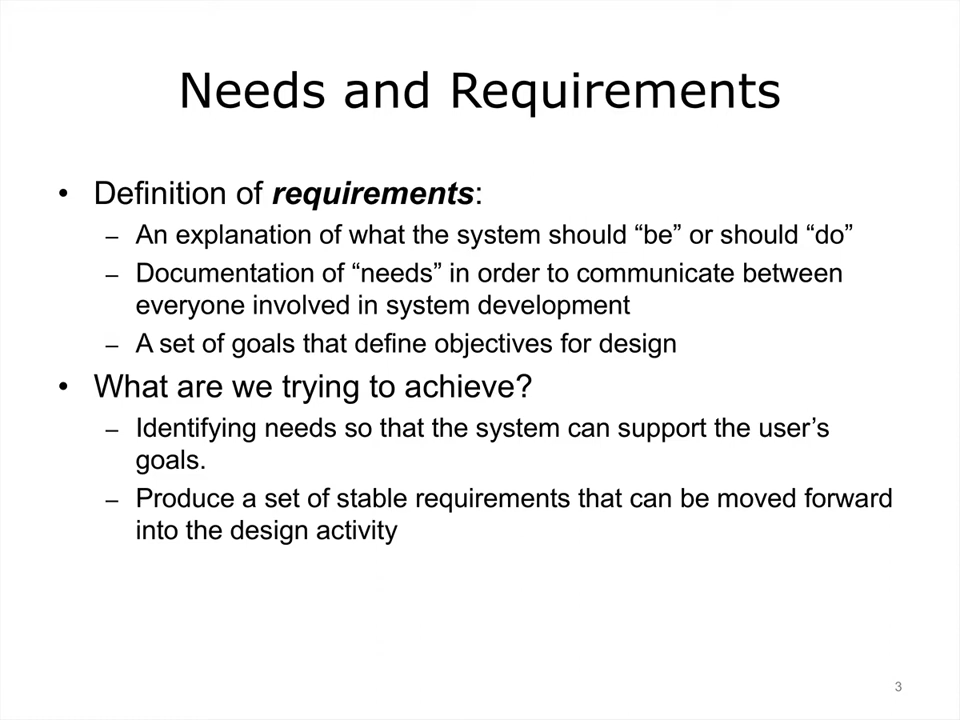 Needs and Requirements
• Definition of requirements:
– An explanation of what the system should “be” or should “do”
– Documentation of “needs” in order to communicate between
everyone involved in system development
– A set of goals that define objectives for design
• What are we trying to achieve?
– Identifying needs so that the system can support the user’s
goals.
– Produce a set of stable requirements that can be moved forward
into the design activity
3